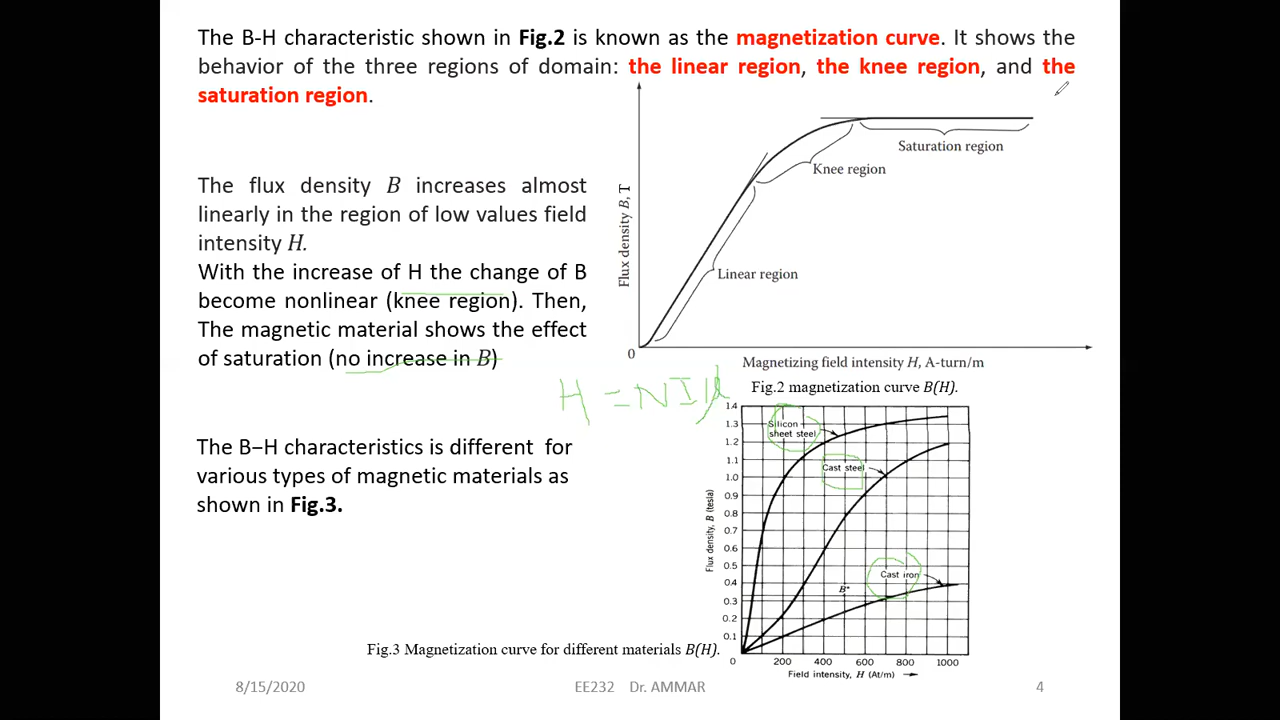 The B-H characteristic shown in Fig.2 is known as the magnetization curve. It shows the
behavior of the three regions of domain: the linear region, the knee region, and the
saturation region.
The flux density B increases almost
linearly in the region of low values field
intensity H.
With the increase of H the change of B
become nonlinear (knee region). Then,
The magnetic material shows the effect
of saturation (no increase in B)
The B–H characteristics is different for
various types of magnetic materials as
shown in Fig.3.
Flux density B, T
Saturation region
Knee region
Linear region
0
Magnetizing field intensity H, A-turn/m
Fig.2 magnetization curve B(H).
H = NI
Flux density, B (tesla)
1.4
1.3
1.2
1.1
1.0
0.9
0.8
0.7
0.6
0.5
0.4
0.3
0.2
0.1
0
Silicon
sheet steel
Cast steel
Cast iron
B"
200 400 600 800 1000
Field intensity, H (At/m)
Fig.3 Magnetization curve for different materials B(H).
8/15/2020 EE232 Dr. AMMAR 4